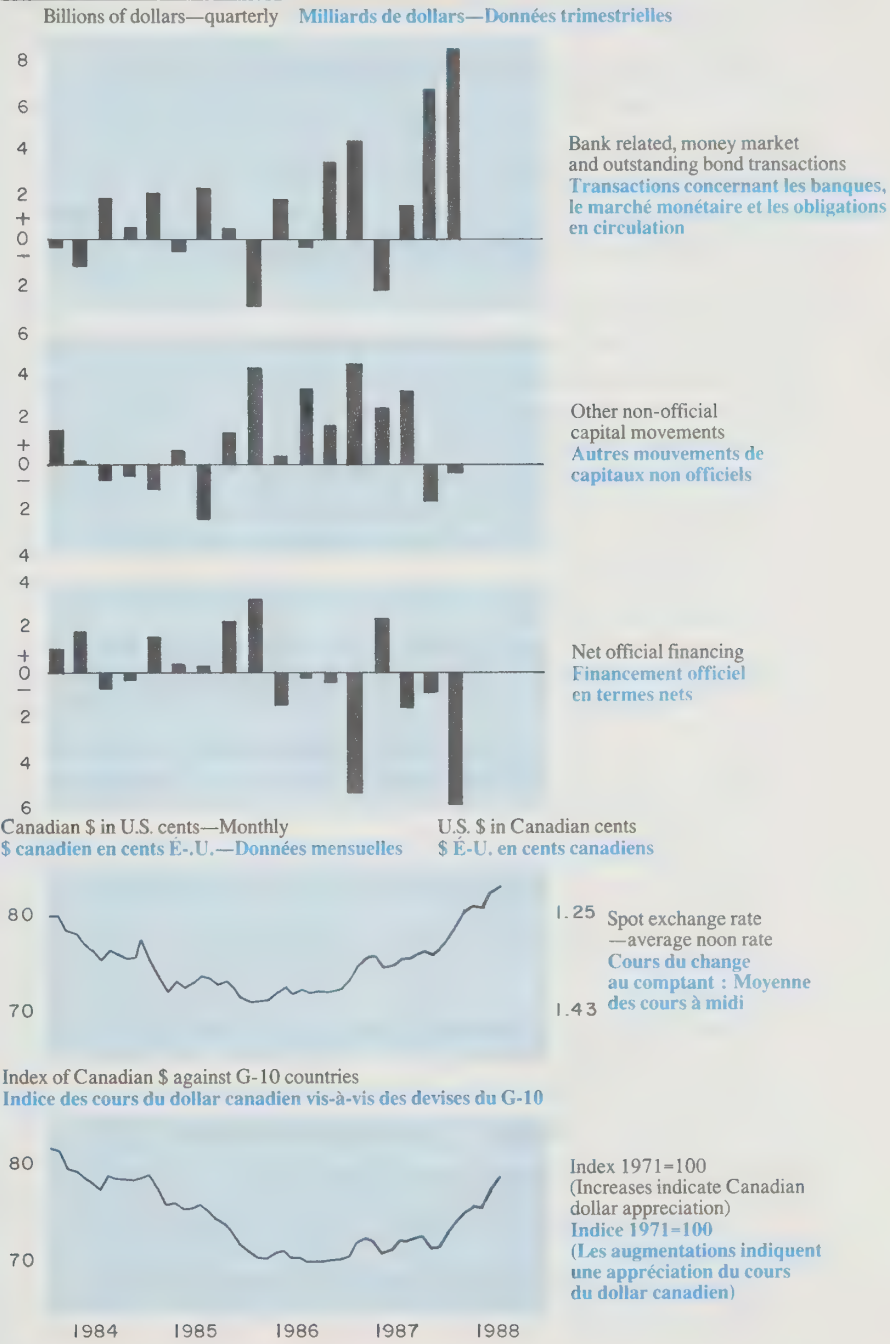 Billions of dollars—quarterly Milliards de dollars—Données trimestrielles
8
6
4
2
+
0
—
2
Bank related, money market
and outstanding bond transactions
Transactions concernant les banques,
le marché monétaire et les obligations
en circulation
6
4
2
+
0
—
2
4
Other non-official
capital movements
Autres mouvements de
capitaux non officiels
4
2
+
0
—
2
4
6
Net official financing
Financement officiel
en termes nets
Canadian $ in U.S. cents—Monthly
$ canadien en cents É-.U.—Données mensuelles
U.S. $ in Canadian cents
$ É-U. en cents canadiens
80
70
1.25
1.43
Spot exchange rate
—average noon rate
Cours du change
au comptant : Moyenne
des cours à midi
Index of Canadian $ against G-10 countries
Indice des cours du dollar canadien vis-à-vis des devises du G-10
80
70
Index 1971=100
(Increases indicate Canadian
dollar appreciation)
Indice 1971=100
(Les augmentations indiquent
une appréciation du cours
du dollar canadien)
1984 1985 1986 1987 1988